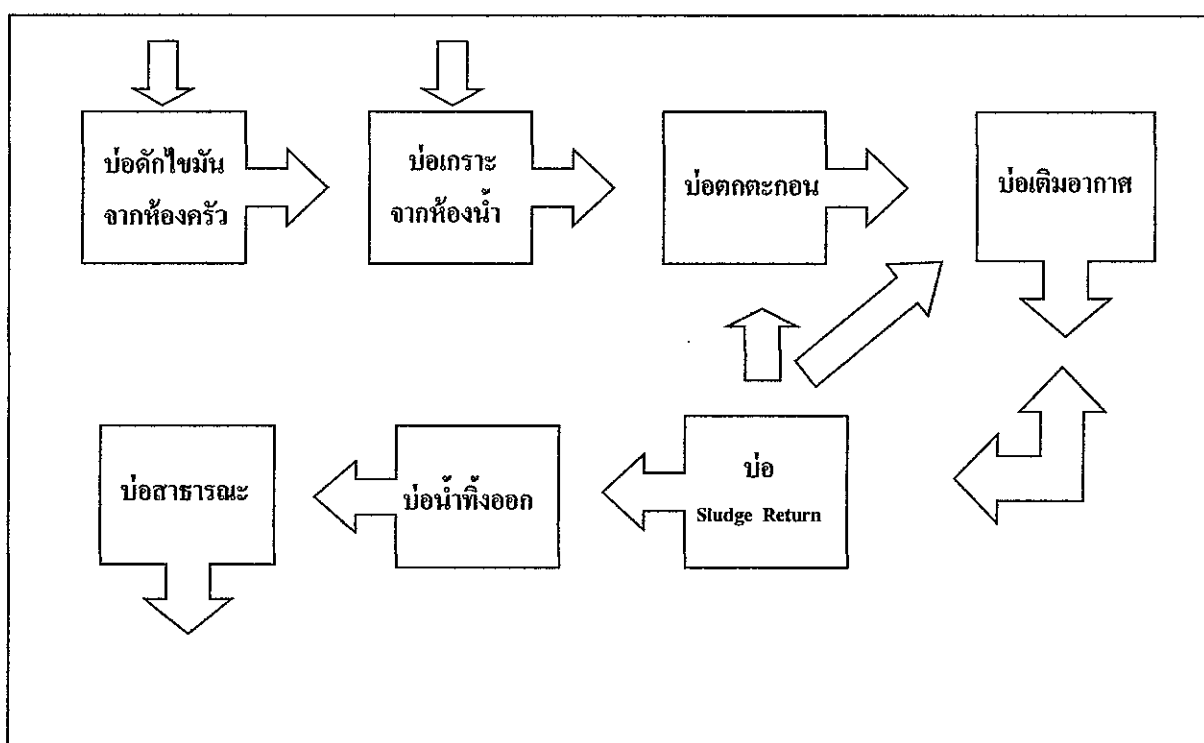 บ่อดักไขมัน
จากห้องครัว
บ่อเกราะ
จากห้องน้ำ
บ่อตกตะกอน
บ่อเติมอากาศ
บ่อสาธารณะ
บ่อน้ำทิ้งออก
บ่อ
Sludge Return